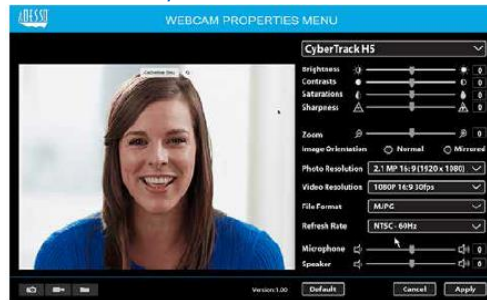 ADESSO
WEBCAM PROPERTIES MENU
CyberTrack H5
Brightness 0
Contrasts 0
Saturations 0
Sharpness 0
Zoom 0
Image Orientation Normal Mirrored
Photo Resolution 2.1 MP 16:9 (1920 x 1080)
Video Resolution 1080P 16:9 30fps
File Format MJPG
Refresh Rate NTSC - 60Hz
Microphone 0
Speaker 0
Version:1.00 Default Cancel Apply